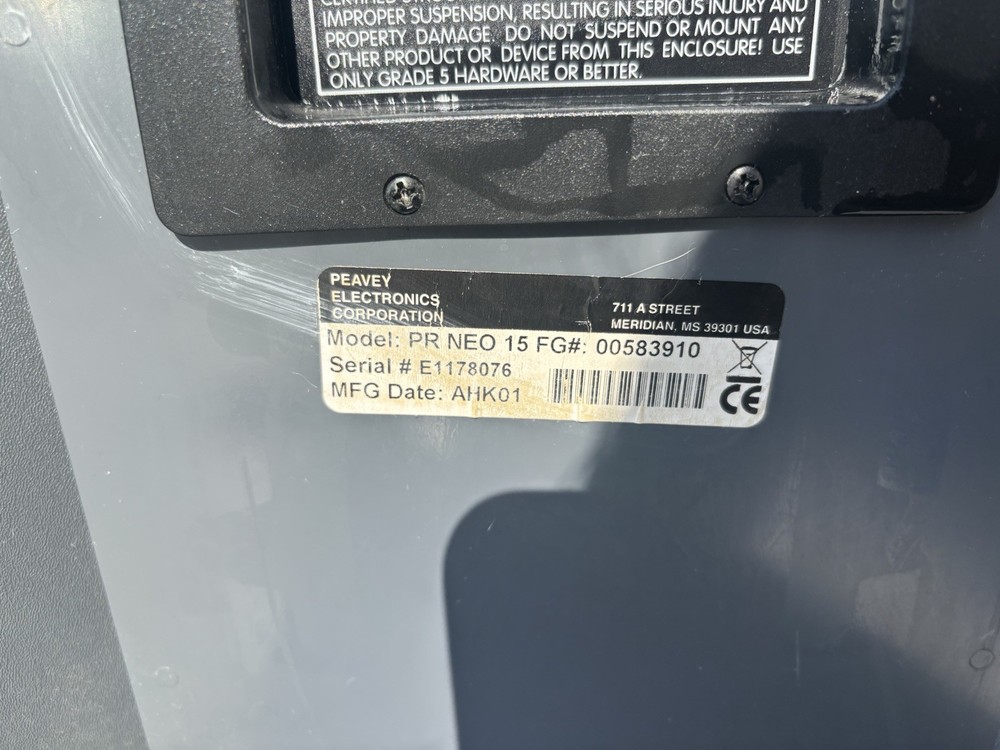 IMPROPER SUSPENSION, RESULTING IN SERIOUS INJURY AND
PROPERTY DAMAGE. DO NOT SUSPEND OR MOUNT ANY
OTHER PRODUCT OR DEVICE FROM THIS ENCLOSURE! USE
ONLY GRADE 5 HARDWARE OR BETTER.
PEAVEY
ELECTRONICS
CORPORATION
711 A STREET
MERIDIAN, MS 39301 USA
Model: PR NEO 15 FG#: 00583910
Serial # E1178076
MFG Date: AHK01
CE